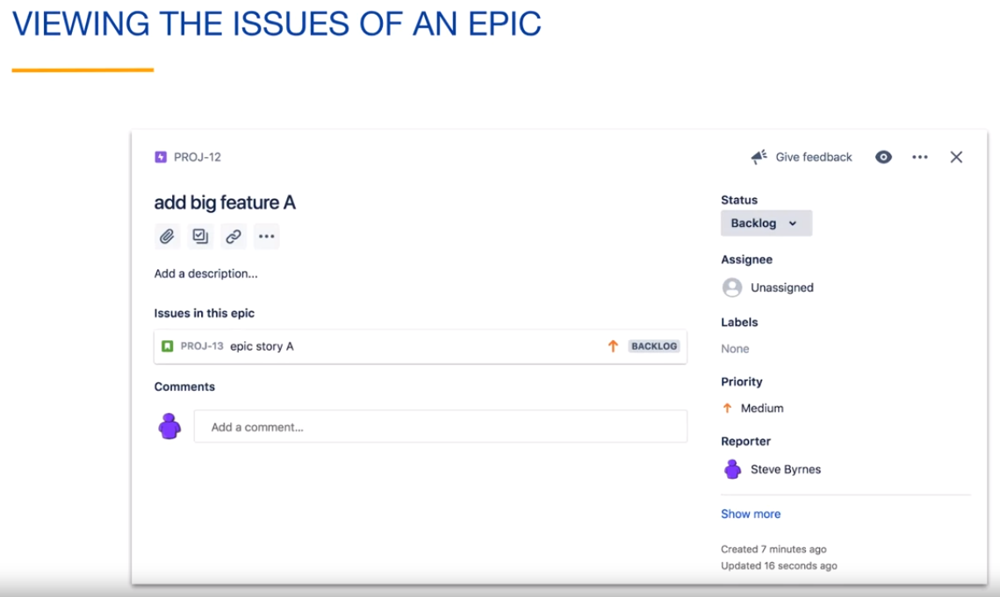 VIEWING THE ISSUES OF AN EPIC
PROJ-12
Give feedback
add big feature A
Add a description...
Issues in this epic
PROJ-13 epic story A BACKLOG
Comments
Add a comment...
Status
Backlog
Assignee
Unassigned
Labels
None
Priority
Medium
Reporter
Steve Byrnes
Show more
Created 7 minutes ago
Updated 16 seconds ago